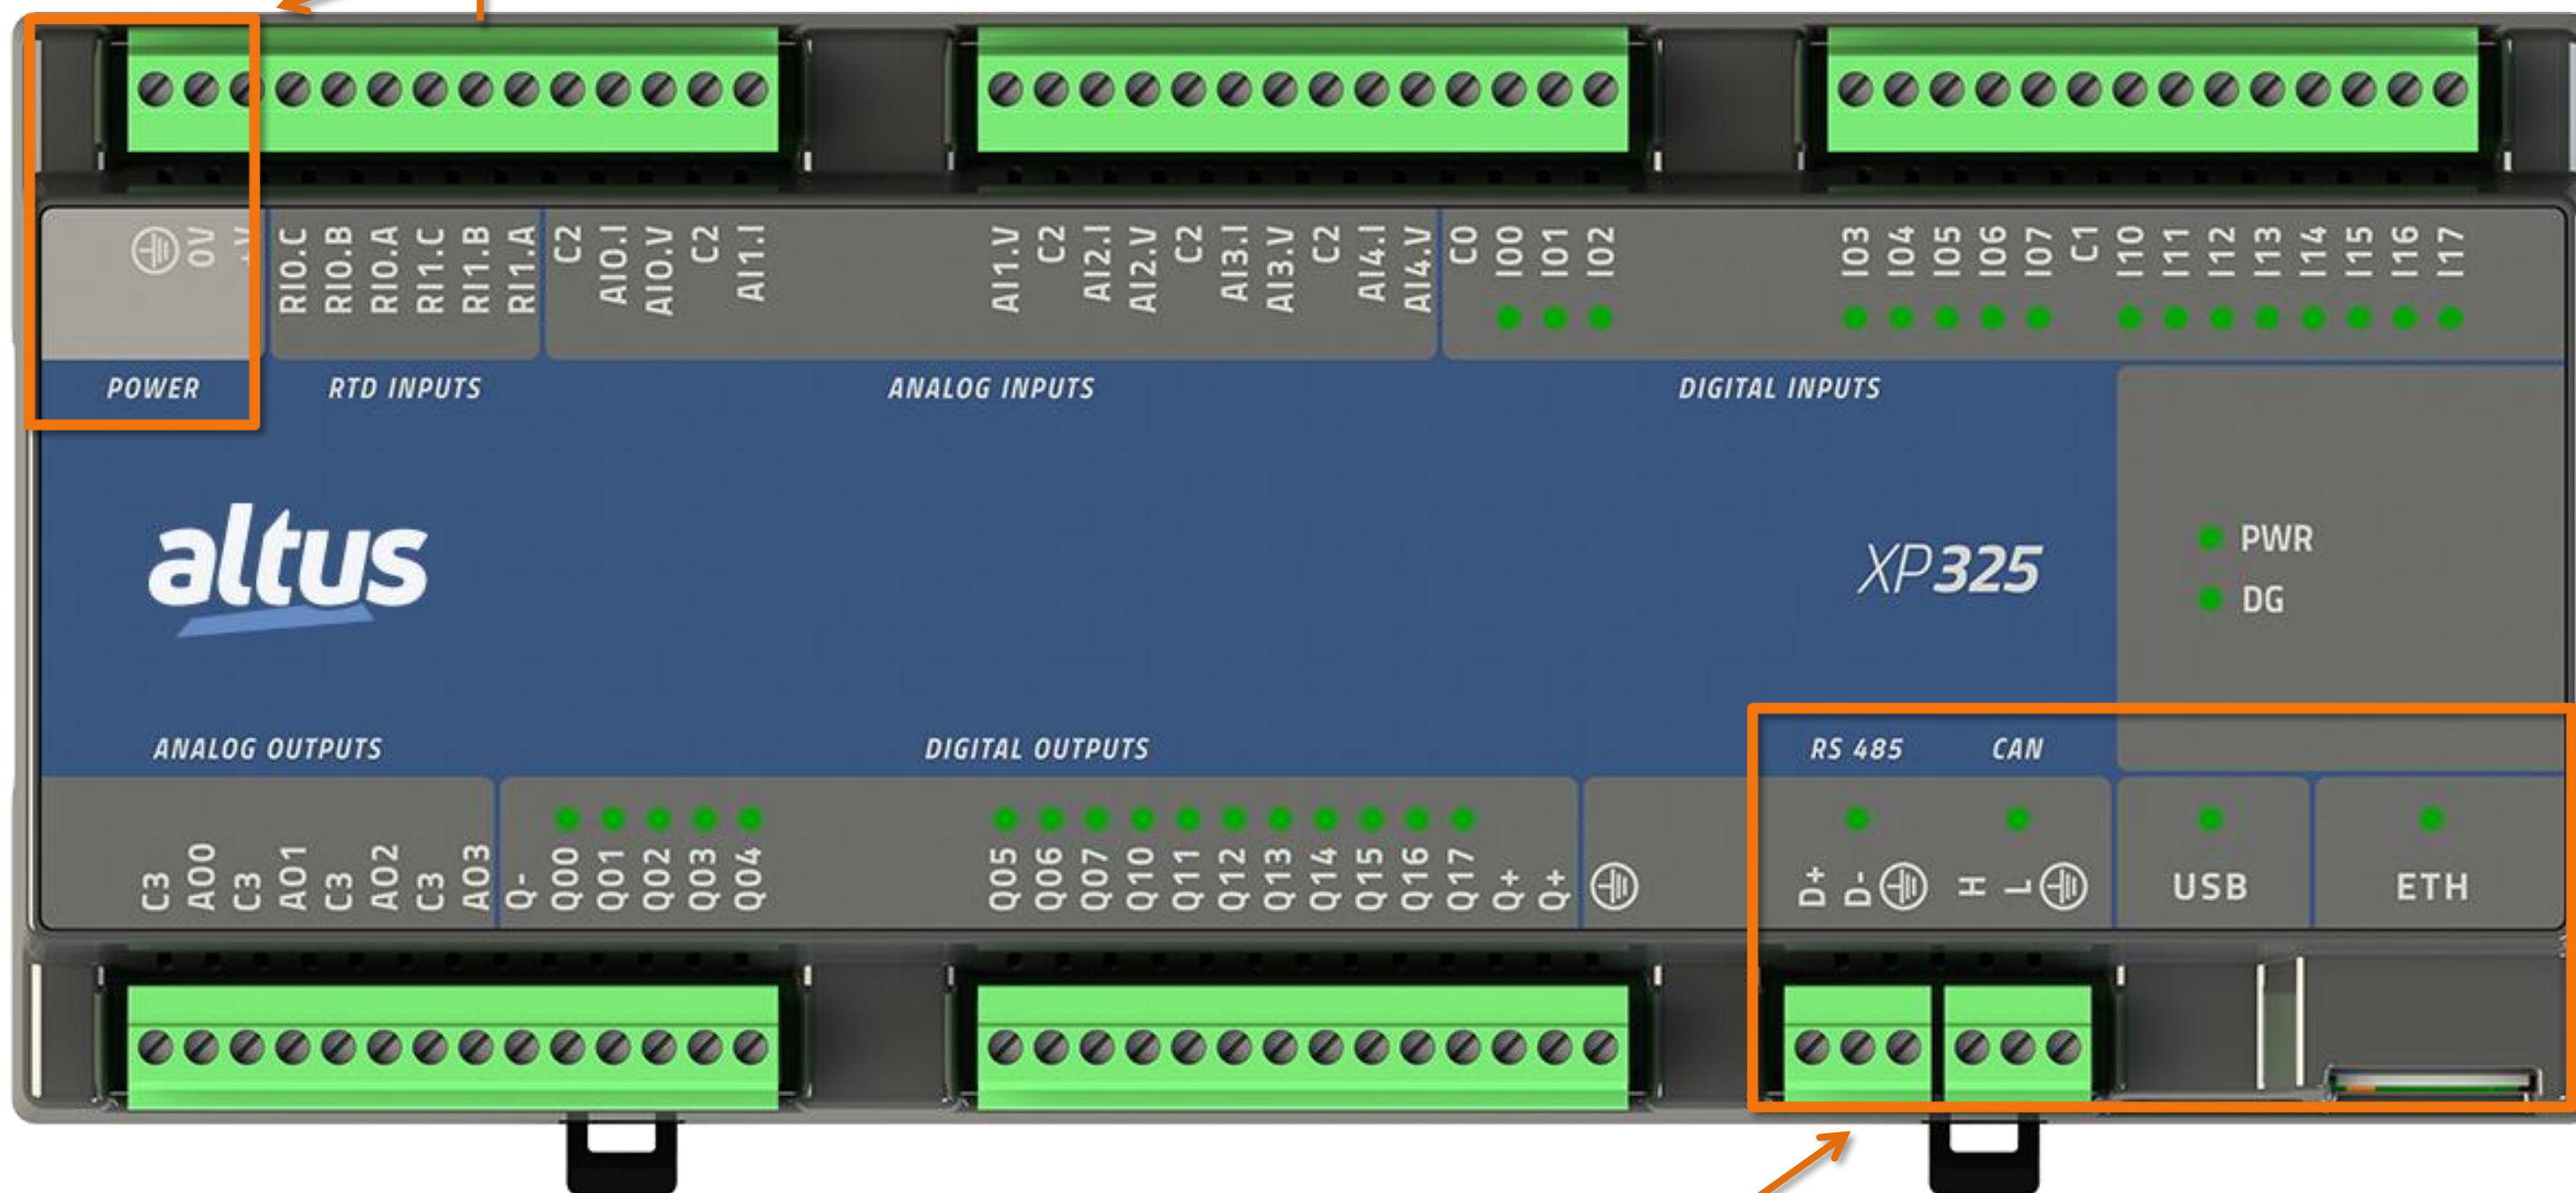 0V +V RI0.C RI0.B RI0.A RI1.C RI1.B RI1.A C2 AI0.I AI0.V C2 AI1.I AI1.V C2 AI2.I AI2.V C2 AI3.I AI3.V C2 AI4.I AI4.V C0 I00 I01 I02 I03 I04 I05 I06 I07 C1 I10 I11 I12 I13 I14 I15 I16 I17
POWER RTD INPUTS ANALOG INPUTS DIGITAL INPUTS
altus
XP325
PWR
DG
ANALOG OUTPUTS DIGITAL OUTPUTS RS 485 CAN
C3 AO0 C3 AO1 C3 AO2 C3 AO3 Q- Q00 Q01 Q02 Q03 Q04 Q05 Q06 Q07 Q10 Q11 Q12 Q13 Q14 Q15 Q16 Q17 Q+ Q+ D+ D- H L USB ETH